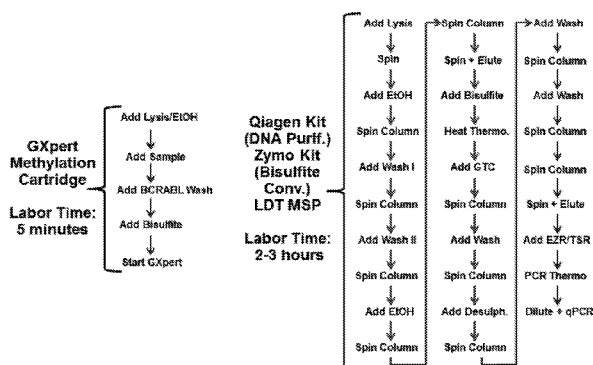 GXpert
Methylation
Cartridge
Labor Time:
5 minutes
Add Lysis/EtOH
Add Sample
Add BCRABL Wash
Add Bisulfite
Start GXpert
Qiagen Kit
(DNA Purif.)
Zymo Kit
(Bisulfite
Conv.)
LDT MSP
Labor Time:
2-3 hours
Add Lysis
Spin
Add EtOH
Spin Column
Add Wash I
Spin Column
Add Wash II
Spin Column
Add EtOH
Spin Column
Spin Column
Spin + Elute
Add Bisulfite
Heat Thermo.
Add GTC
Spin Column
Add Wash
Spin Column
Add Desulph.
Spin Column
Add Wash
Spin Column
Add Wash
Spin Column
Spin Column
Spin + Elute
Add EZR/TSR
PCR Thermo
Dilute + qPCR